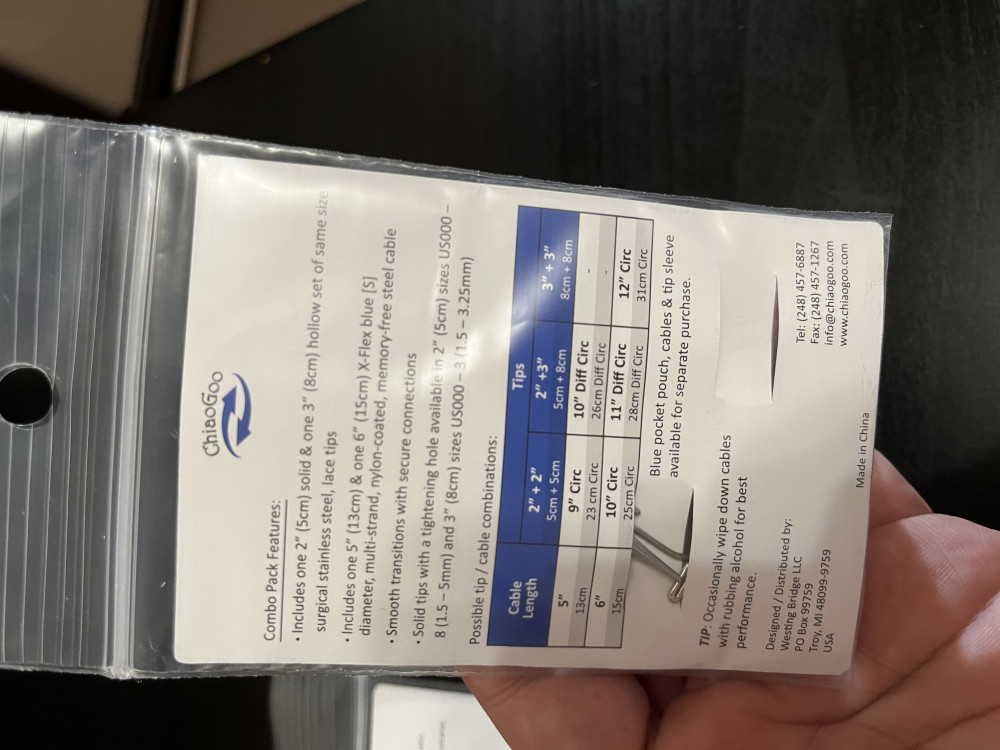 ChiaoGoo
Combo Pack Features:
• Includes one 2" (5cm) solid & one 3" (8cm) hollow set of same size
surgical stainless steel, lace tips
• Includes one 5" (13cm) & one 6" (15cm) X-Flex blue [S]
diameter, multi-strand, nylon-coated, memory-free steel cable
• Smooth transitions with secure connections
• Solid tips with a tightening hole available in 2" (5cm) sizes US000 –
8 (1.5 – 5mm) and 3" (8cm) sizes US000 – 3 (1.5 – 3.25mm)
Possible tip / cable combinations:
Cable Length Tips
2" + 2" 2" +3" 3" + 3"
5cm + 5cm 5cm + 8cm 8cm + 8cm
5" 9" Circ 10" Diff Circ -
13cm 23 cm Circ 26cm Diff Circ -
6" 10" Circ 11" Diff Circ 12" Circ
15cm 25cm Circ 28cm Diff Circ 31cm Circ
Blue pocket pouch, cables & tip sleeve
available for separate purchase.
TIP: Occasionally wipe down cables
with rubbing alcohol for best
performance.
Designed / Distributed by:
Westing Bridge LLC
PO Box 99759
Troy, MI 48099-9759
USA
Tel: (248) 457-6887
Fax: (248) 457-1267
info@chiaogoo.com
www.chiaogoo.com
Made in China